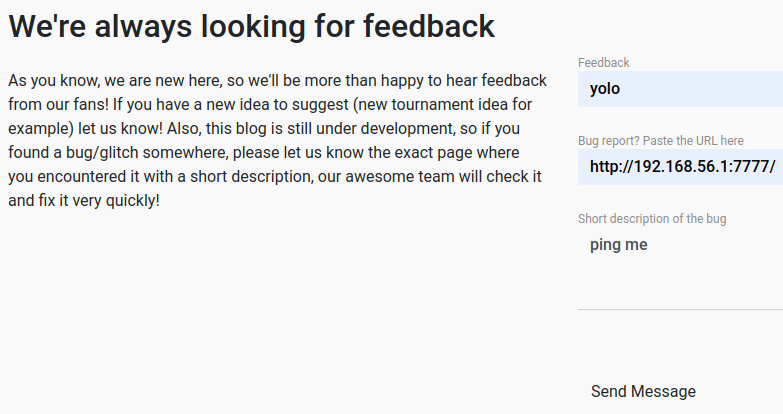 We're always looking for feedback
As you know, we are new here, so we'll be more than happy to hear feedback
from our fans! If you have a new idea to suggest (new tournament idea for
example) let us know! Also, this blog is still under development, so if you
found a bug/glitch somewhere, please let us know the exact page where
you encountered it with a short description, our awesome team will check it
and fix it very quickly!
Feedback
yolo
Bug report? Paste the URL here
http://192.168.56.1:7777/
Short description of the bug
ping me
Send Message